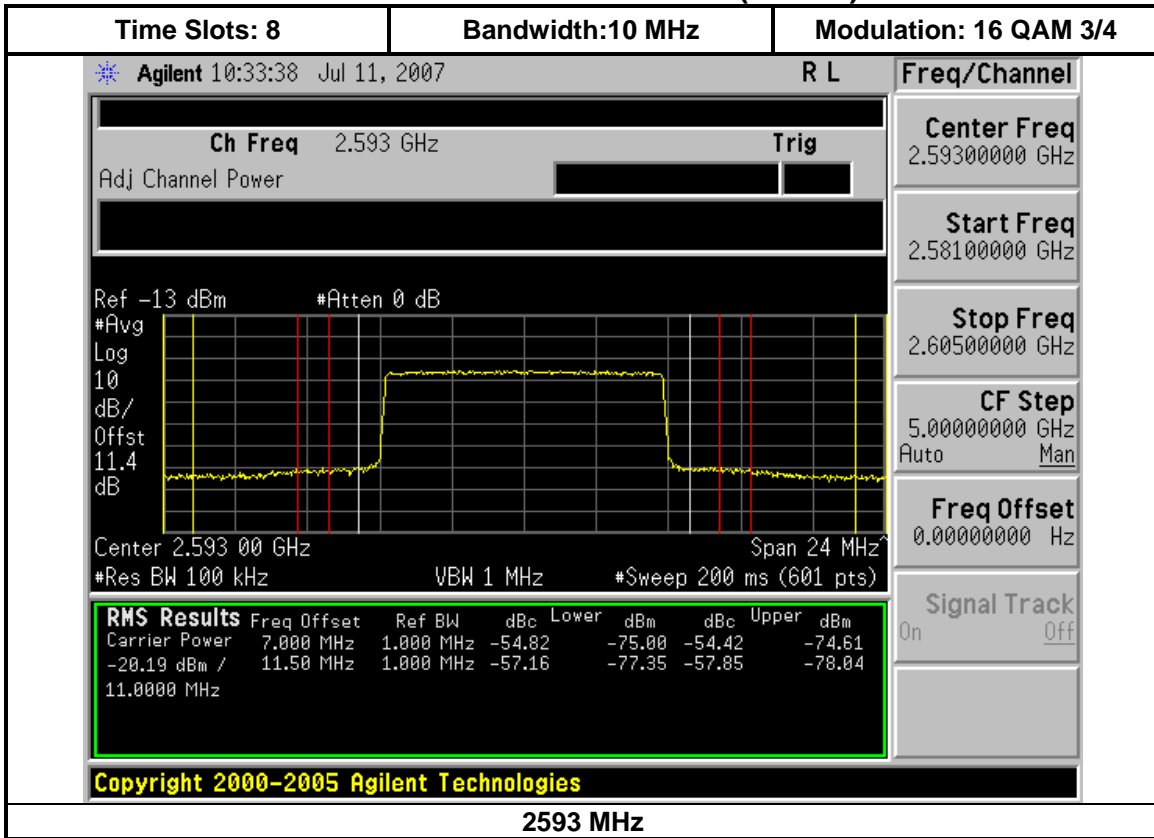 Time Slots: 8 Bandwidth:10 MHz Modulation: 16 QAM 3/4
Agilent 10:33:38 Jul 11, 2007 R L Freq/Channel
Ch Freq 2.593 GHz Trig
Adj Channel Power
Center Freq
2.59300000 GHz
Start Freq
2.58100000 GHz
Stop Freq
2.60500000 GHz
CF Step
5.00000000 GHz
Auto Man
Freq Offset
0.00000000 Hz
Signal Track
On Off
Ref -13 dBm #Atten 0 dB
#Avg
Log
10
dB/
Offst
11.4
dB
Center 2.593 00 GHz Span 24 MHz^
#Res BW 100 kHz VBW 1 MHz #Sweep 200 ms (601 pts)
RMS Results Freq Offset Ref BW dBc Lower dBm dBc Upper dBm
Carrier Power 7.000 MHz 1.000 MHz -54.82 -75.00 -54.42 -74.61
-20.19 dBm / 11.50 MHz 1.000 MHz -57.16 -77.35 -57.85 -78.04
11.0000 MHz
Copyright 2000-2005 Agilent Technologies
2593 MHz